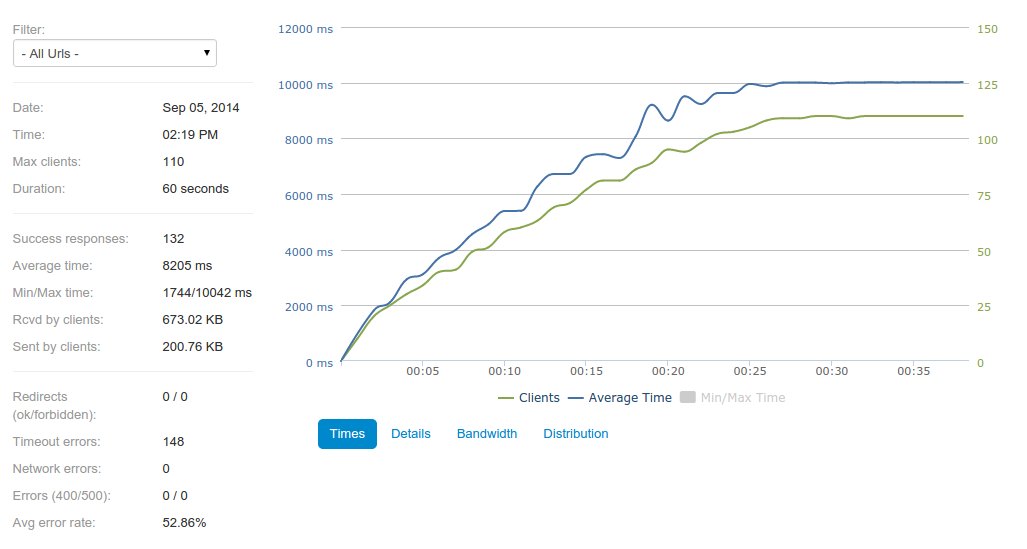 Filter:
- All Urls -
Date: Sep 05, 2014
Time: 02:19 PM
Max clients: 110
Duration: 60 seconds
Success responses: 132
Average time: 8205 ms
Min/Max time: 1744/10042 ms
Rcvd by clients: 673.02 KB
Sent by clients: 200.76 KB
Redirects 0 / 0
(ok/forbidden):
Timeout errors: 148
Network errors: 0
Errors (400/500): 0 / 0
Avg error rate: 52.86%
12000 ms 150
10000 ms 125
8000 ms 100
6000 ms 75
4000 ms 50
2000 ms 25
0 ms 0
00:05 00:10 00:15 00:20 00:25 00:30 00:35
Clients Average Time Min/Max Time
Times Details Bandwidth Distribution